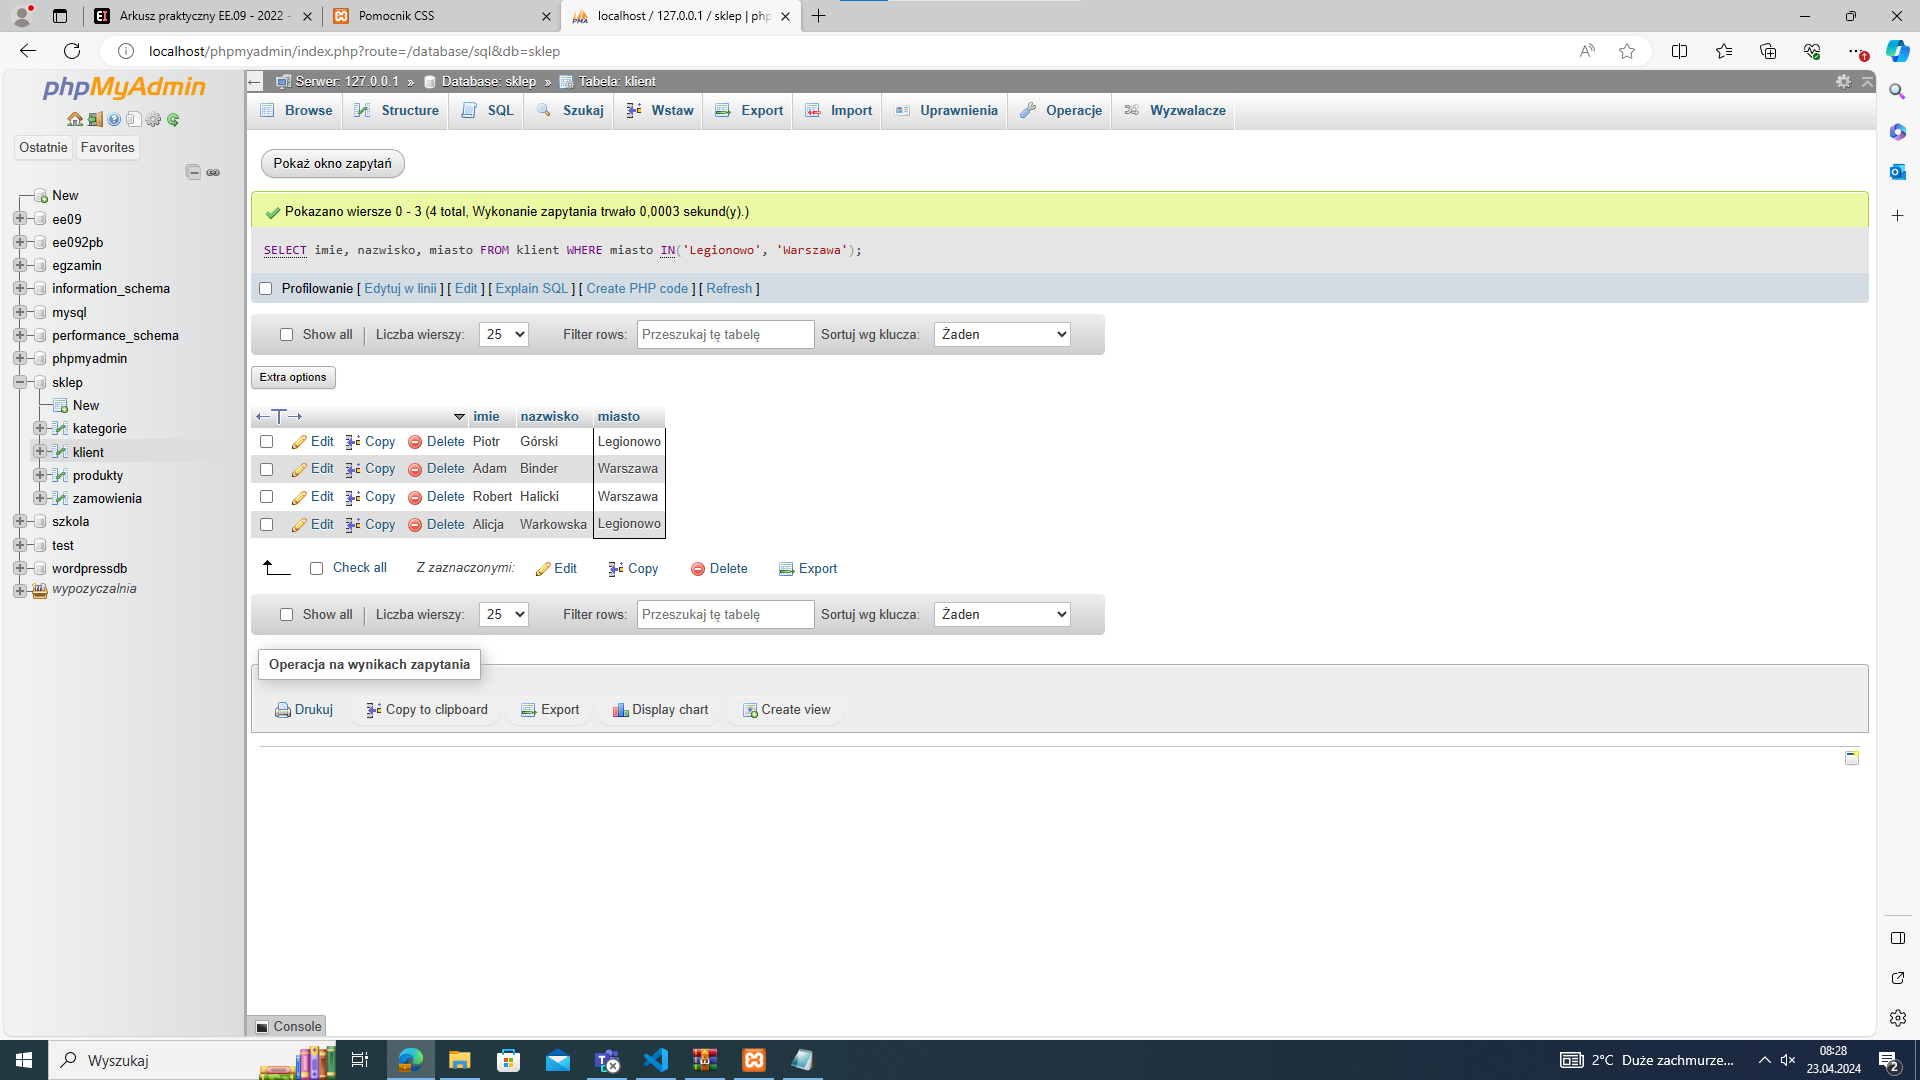 Arkusz praktyczny EE.09 - 2022 -
Pomocnik CSS
localhost / 127.0.0.1 / sklep | php
localhost/phpmyadmin/index.php?route=/database/sql&db=sklep
phpMyAdmin
Ostatnie Favorites
New
ee09
ee092pb
egzamin
information_schema
mysql
performance_schema
phpmyadmin
sklep
New
kategorie
klient
produkty
zamowienia
szkola
test
wordpressdb
wypozyczalnia
Serwer: 127.0.0.1 » Database: sklep » Tabela: klient
Browse Structure SQL Szukaj Wstaw Export Import Uprawnienia Operacje Wyzwalacze
Pokaż okno zapytań
Pokazano wiersze 0 - 3 (4 total, Wykonanie zapytania trwało 0,0003 sekund(y).)
SELECT imie, nazwisko, miasto FROM klient WHERE miasto IN('Legionowo', 'Warszawa');
Profilowanie [ Edytuj w linii ] [ Edit ] [ Explain SQL ] [ Create PHP code ] [ Refresh ]
Show all Liczba wierszy: 25 Filter rows: Przeszukaj tę tabelę Sortuj wg klucza: Żaden
Extra options
imie nazwisko miasto
Edit Copy Delete Piotr Górski Legionowo
Edit Copy Delete Adam Binder Warszawa
Edit Copy Delete Robert Halicki Warszawa
Edit Copy Delete Alicja Warkowska Legionowo
Check all Z zaznaczonymi: Edit Copy Delete Export
Show all Liczba wierszy: 25 Filter rows: Przeszukaj tę tabelę Sortuj wg klucza: Żaden
Operacja na wynikach zapytania
Drukuj Copy to clipboard Export Display chart Create view
Console
Wyszukaj
2°C Duże zachmurze...
08:28
23.04.2024
2